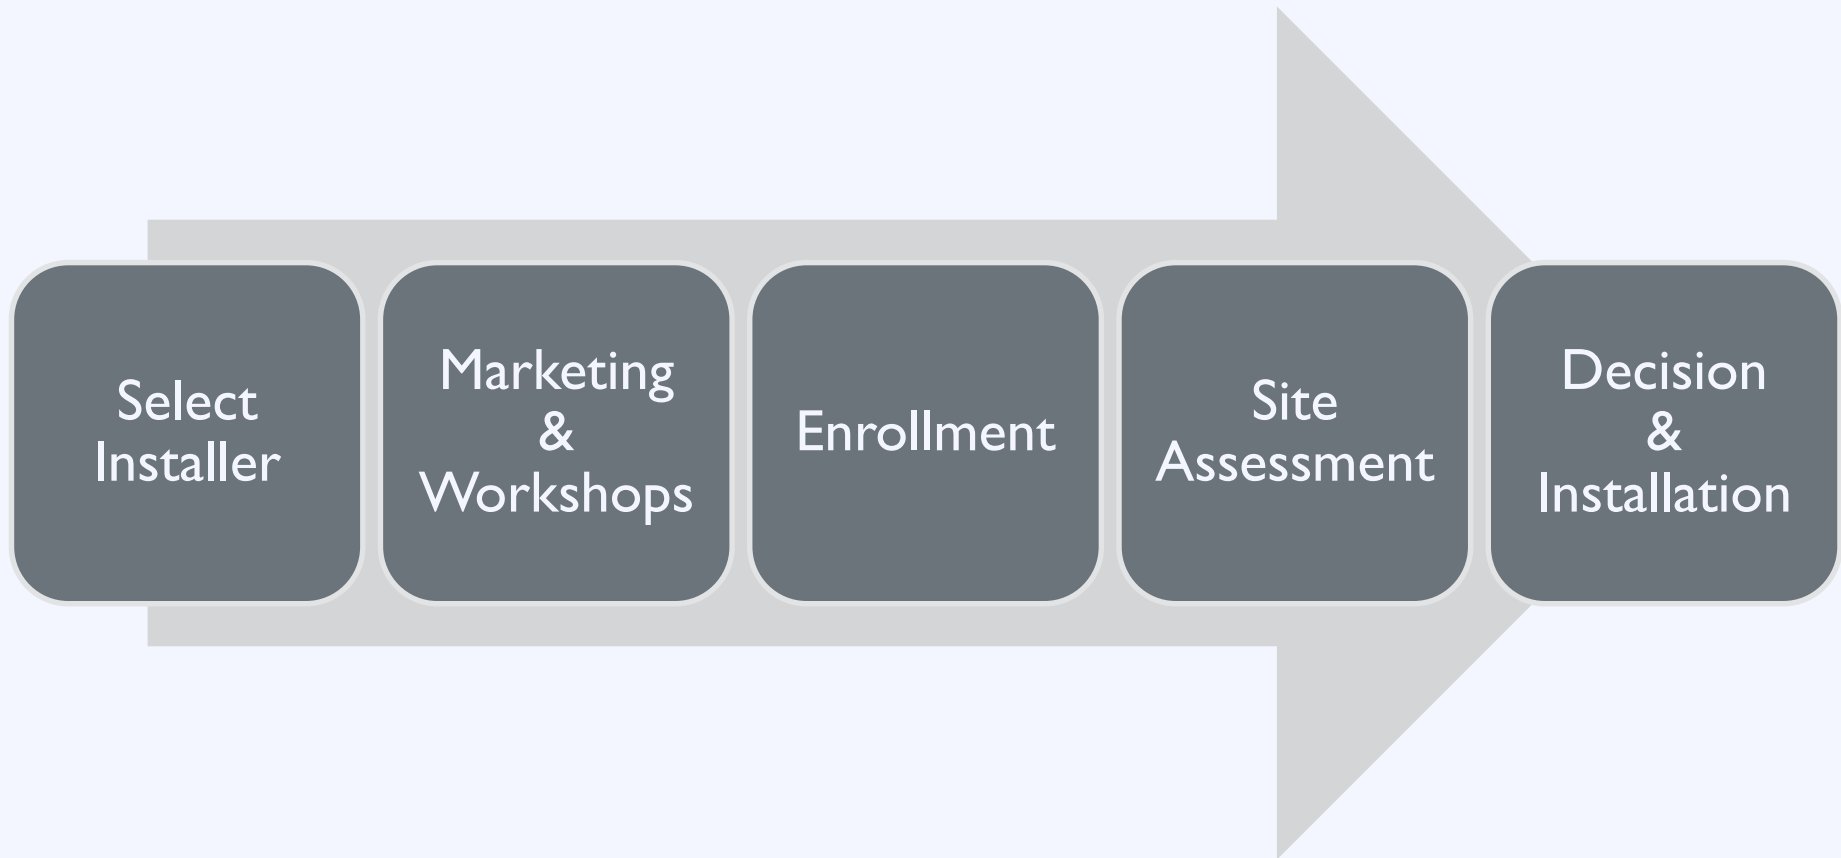 Select
Installer
Marketing
&
Workshops
Enrollment
Site
Assessment
Decision
&
Installation